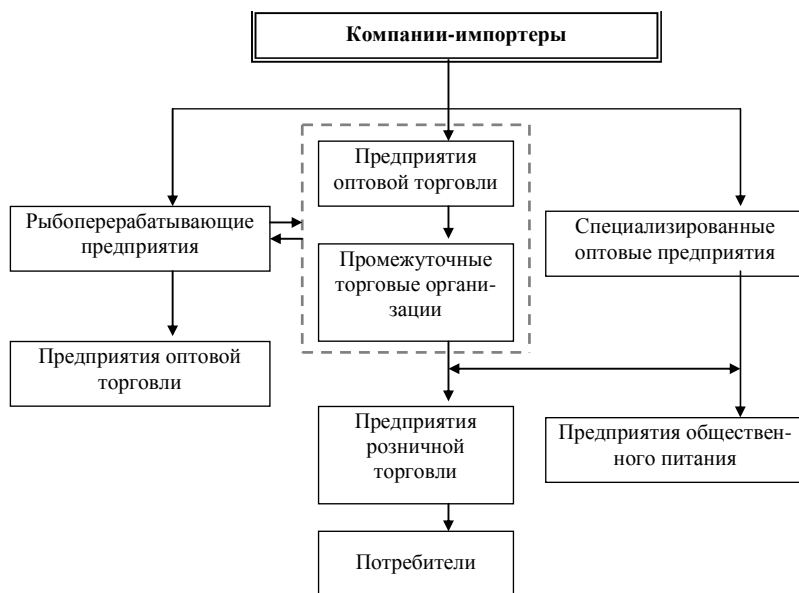 Компании-импортеры
Предприятия
оптовой торговли
Рыбоперерабатывающие
предприятия
Специализированные
оптовые предприятия
Промежуточные
торговые органи-
зации
Предприятия оптовой
торговли
Предприятия
розничной
торговли
Предприятия обществен-
ного питания
Потребители